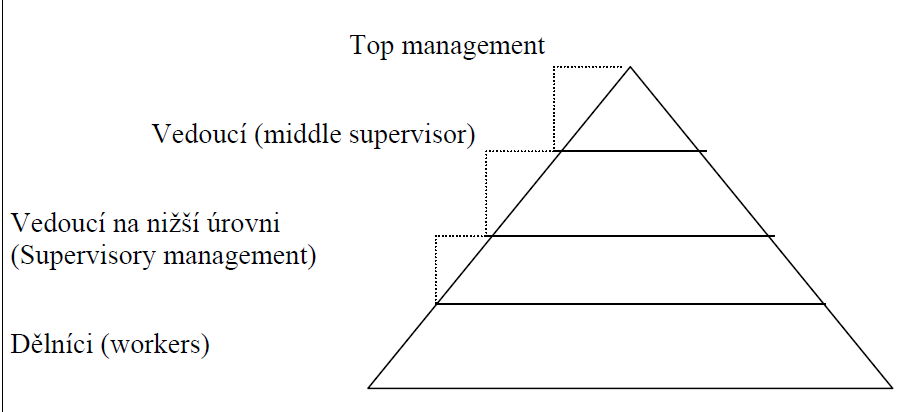 Top management
Vedoucí (middle supervisor)
Vedoucí na nižší úrovni
(Supervisory management)
Dělníci (workers)